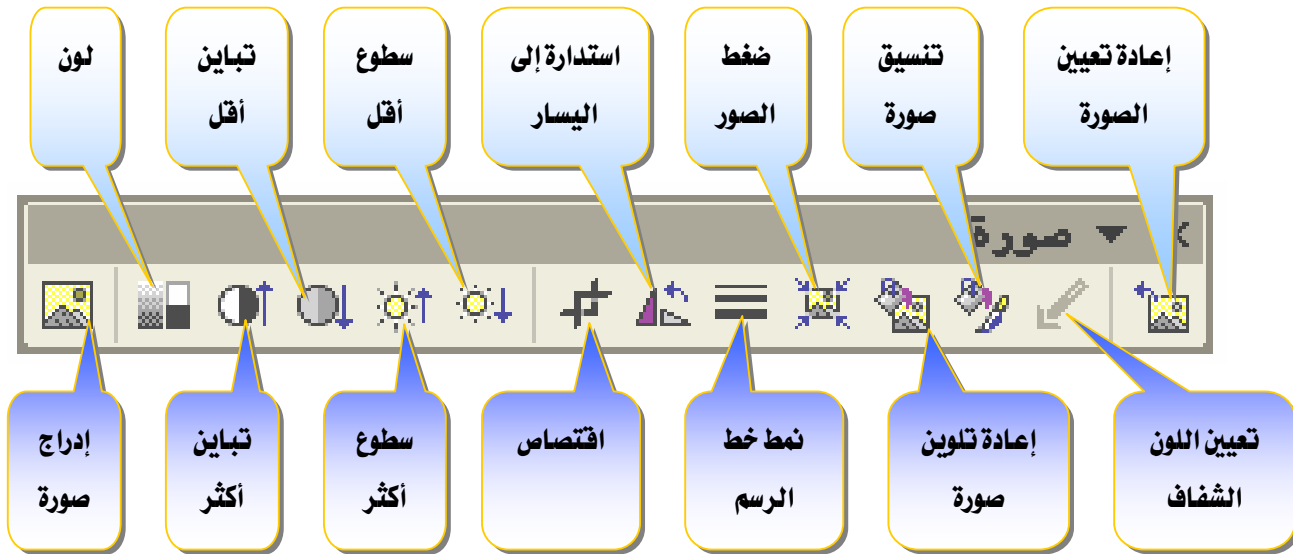 إعادة تعيين
الصورة
تنسيق
صورة
ضغط
الصور
استدارة إلى
اليسار
سطوع
أقل
تباين
أقل
لون
صورة
تعيين اللون
الشفاف
إعادة تلوين
صورة
نمط خط
الرسم
اقتصاص
سطوع
أكثر
تباين
أكثر
إدراج
صورة